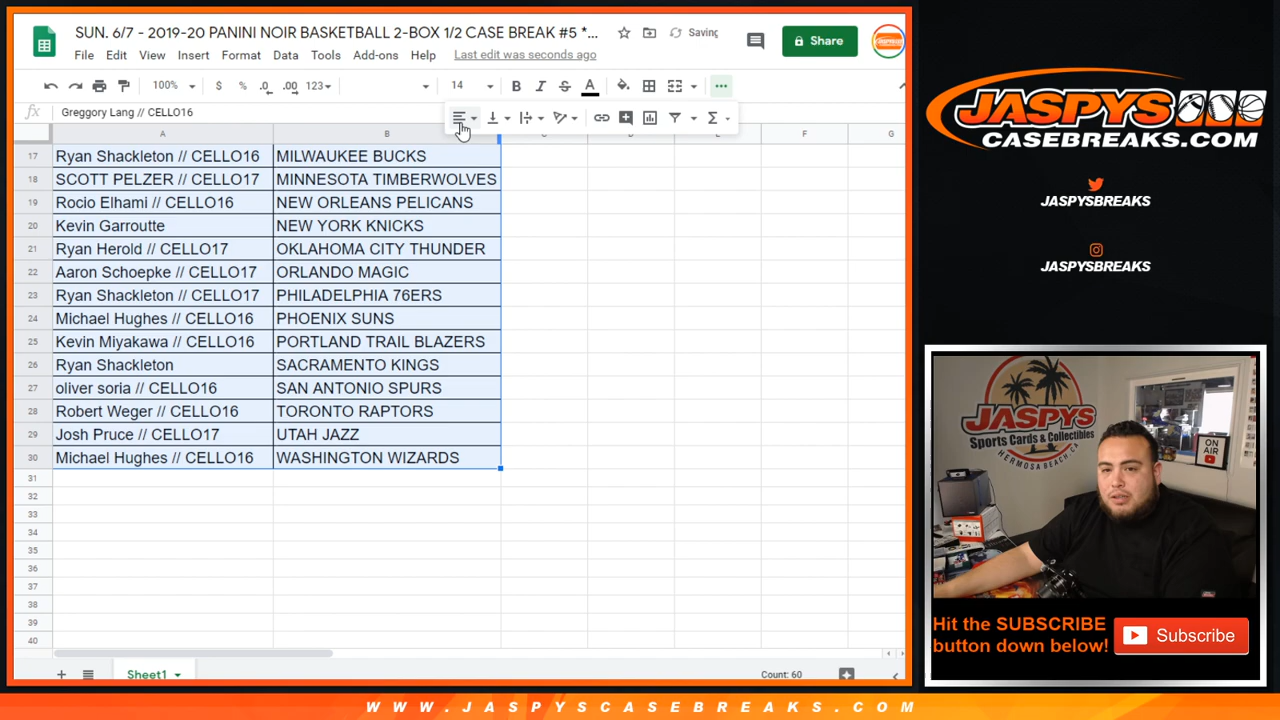 SUN. 6/7 - 2019-20 PANINI NOIR BASKETBALL 2-BOX 1/2 CASE BREAK #5 *...
Saving
Share
File Edit View Insert Format Data Tools Add-ons Help Last edit was seconds ago
100% $ % .0 .00 123 14 B I S A
fx Greggory Lang // CELLO16
A B C D E F G
17 Ryan Shackleton // CELLO16 MILWAUKEE BUCKS
18 SCOTT PELZER // CELLO17 MINNESOTA TIMBERWOLVES
19 Rocio Elhami // CELLO16 NEW ORLEANS PELICANS
20 Kevin Garroutte NEW YORK KNICKS
21 Ryan Herold // CELLO17 OKLAHOMA CITY THUNDER
22 Aaron Schoepke // CELLO17 ORLANDO MAGIC
23 Ryan Shackleton // CELLO17 PHILADELPHIA 76ERS
24 Michael Hughes // CELLO16 PHOENIX SUNS
25 Kevin Miyakawa // CELLO16 PORTLAND TRAIL BLAZERS
26 Ryan Shackleton SACRAMENTO KINGS
27 oliver soria // CELLO16 SAN ANTONIO SPURS
28 Robert Weger // CELLO16 TORONTO RAPTORS
29 Josh Pruce // CELLO17 UTAH JAZZ
30 Michael Hughes // CELLO16 WASHINGTON WIZARDS
31
32
33
34
35
36
37
38
39
40
Sheet1 Count: 60
JASPYS
CASEBREAKS.COM
JASPYSBREAKS
JASPYSBREAKS
JASPYS
Sports Cards & Collectibles
HERMOSA BEACH, CA
ON AIR
Hit the SUBSCRIBE
button down below!
Subscribe
WWW.JASPYSCASEBREAKS.COM